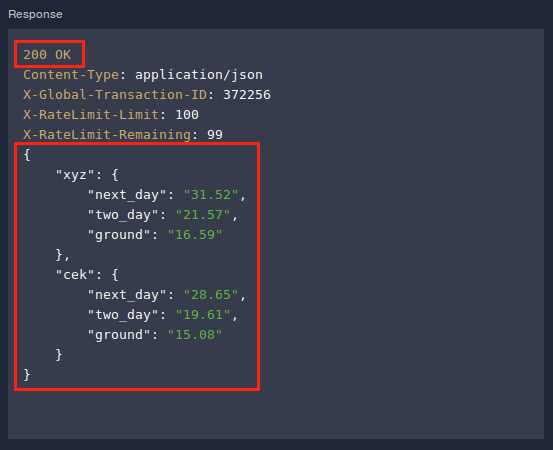 Response
200 OK
Content-Type: application/json
X-Global-Transaction-ID: 372256
X-RateLimit-Limit: 100
X-RateLimit-Remaining: 99
{
    "xyz": {
        "next_day": "31.52",
        "two_day": "21.57",
        "ground": "16.59"
    },
    "cek": {
        "next_day": "28.65",
        "two_day": "19.61",
        "ground": "15.08"
    }
}